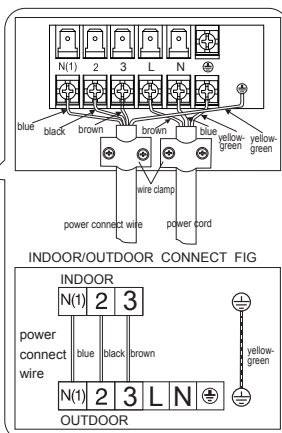 N(1) 2 3 L N
blue black brown brown blue yellow-green yellow-green
wire clamp
power connect wire power cord
INDOOR/OUTDOOR CONNECT FIG
INDOOR
N(1) 2 3
power
connect
wire
blue black brown yellow-green
N(1) 2 3 L N
OUTDOOR